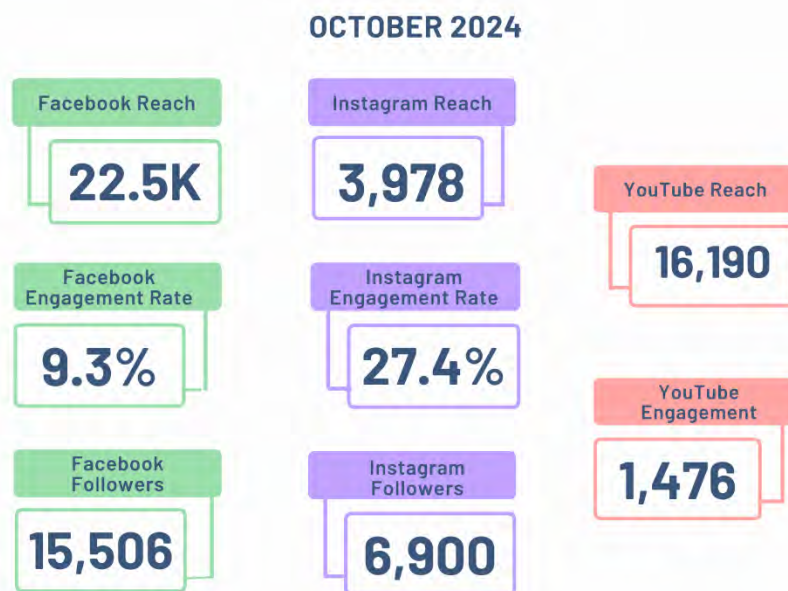 OCTOBER 2024
Facebook Reach
22.5K
Facebook
Engagement Rate
9.3%
Facebook
Followers
15,506
Instagram Reach
3,978
Instagram
Engagement Rate
27.4%
Instagram
Followers
6,900
YouTube Reach
16,190
YouTube
Engagement
1,476